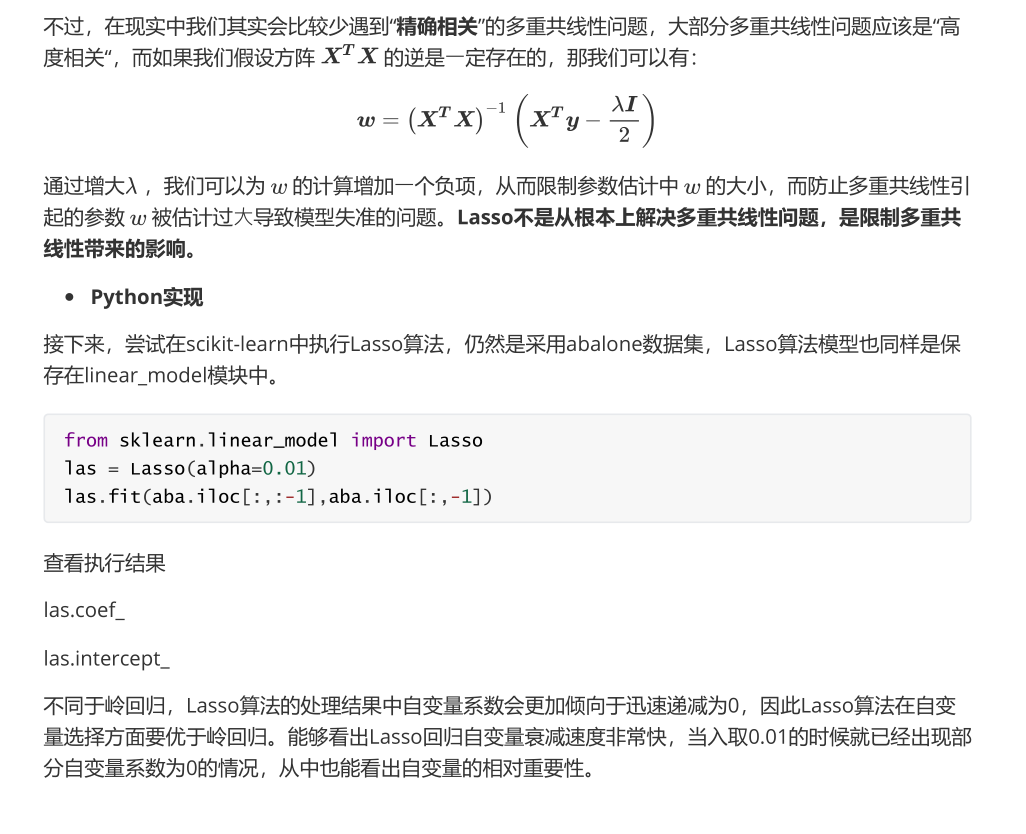 不过，在现实中我们其实会比较少遇到“精确相关”的多重共线性问题，大部分多重共线性问题应该是“高
度相关“，而如果我们假设方阵 X^T X 的逆是一定存在的，那我们可以有：
w = (X^T X)^{-1} (X^T y − λI/2)
通过增大λ ，我们可以为 w 的计算增加一个负项，从而限制参数估计中 w 的大小，而防止多重共线性引
起的参数 w 被估计过大导致模型失准的问题。Lasso不是从根本上解决多重共线性问题，是限制多重共
线性带来的影响。
• Python实现
接下来，尝试在scikit-learn中执行Lasso算法，仍然是采用abalone数据集，Lasso算法模型也同样是保
存在linear_model模块中。
from sklearn.linear_model import Lasso
las = Lasso(alpha=0.01)
las.fit(aba.iloc[:,:-1],aba.iloc[:,-1])
查看执行结果
las.coef_
las.intercept_
不同于岭回归，Lasso算法的处理结果中自变量系数会更加倾向于迅速递减为0，因此Lasso算法在自变
量选择方面要优于岭回归。能够看出Lasso回归自变量衰减速度非常快，当入取0.01的时候就已经出现部
分自变量系数为0的情况，从中也能看出自变量的相对重要性。